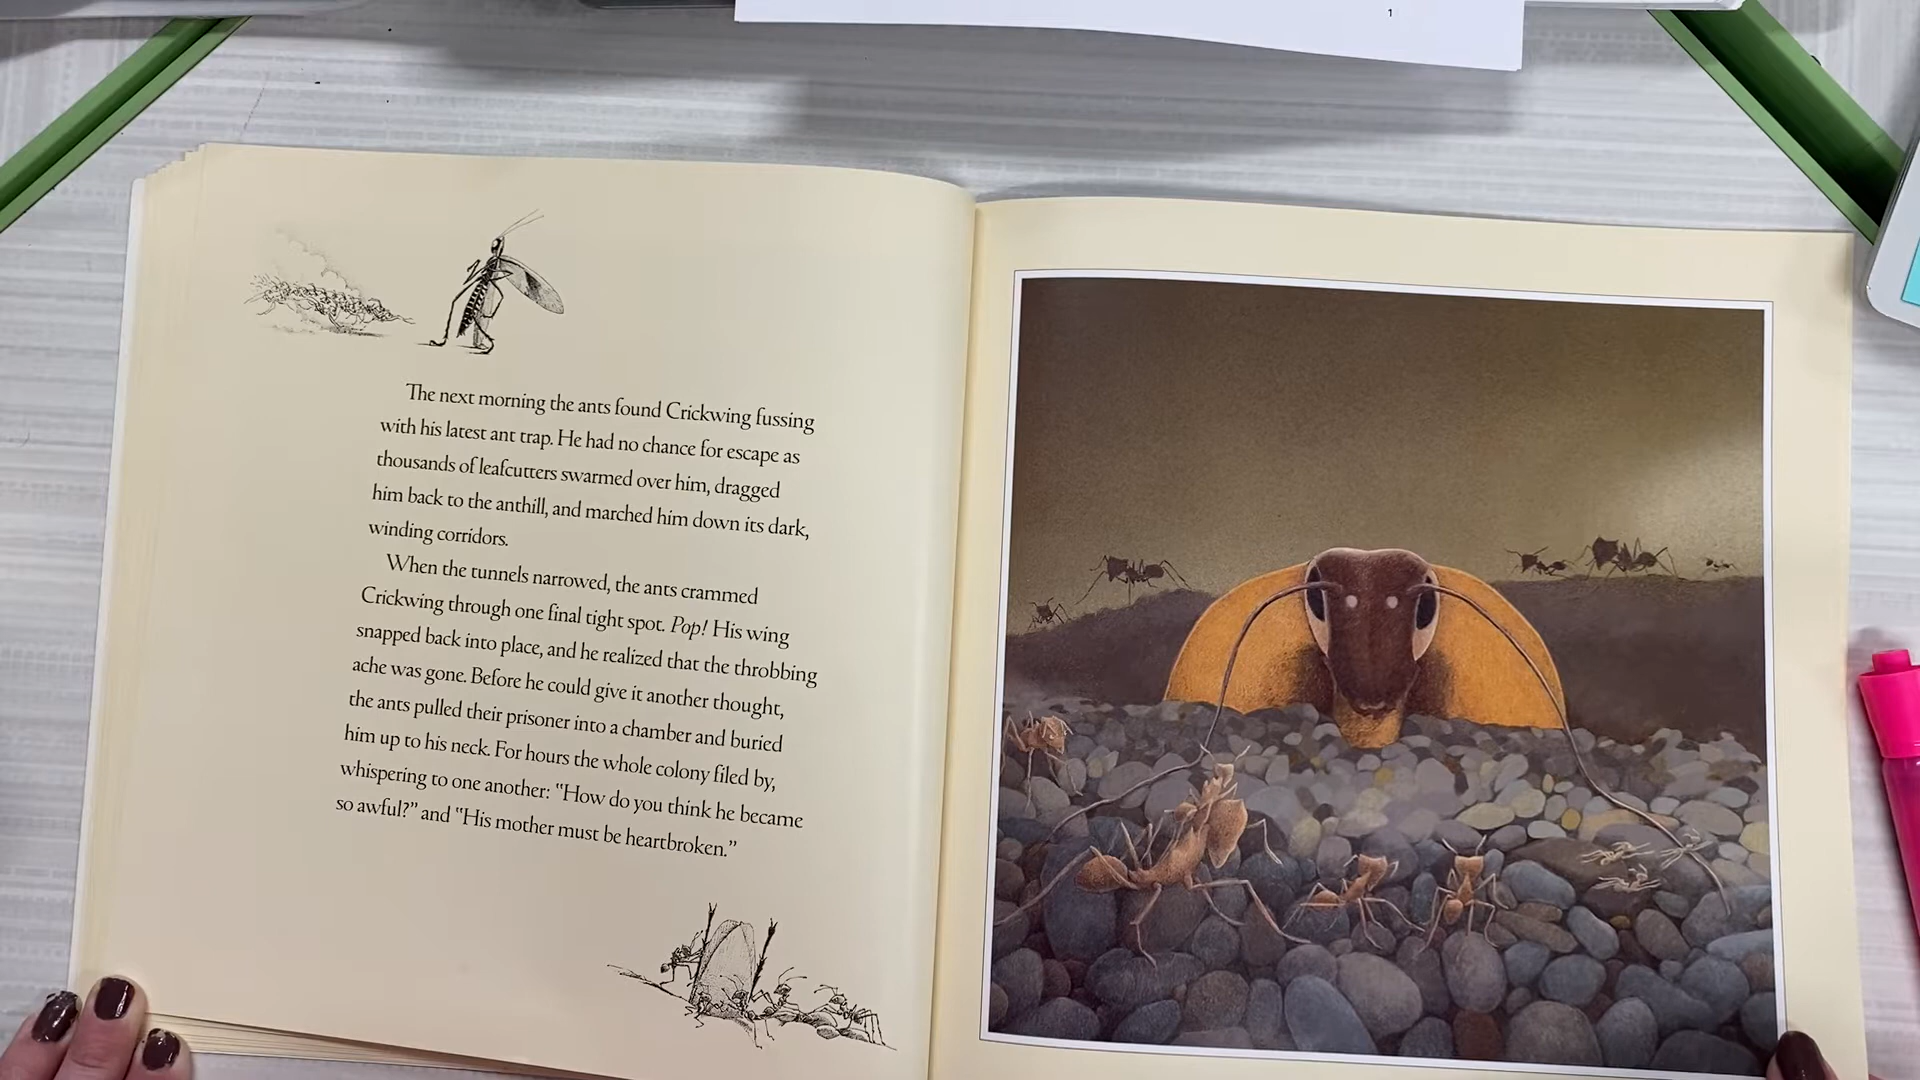 1
The next morning the ants found Crickwing fussing
with his latest ant trap. He had no chance for escape as
thousands of leafcutters swarmed over him, dragged
him back to the anthill, and marched him down its dark,
winding corridors.
When the tunnels narrowed, the ants crammed
Crickwing through one final tight spot. Pop! His wing
snapped back into place, and he realized that the throbbing
ache was gone. Before he could give it another thought,
the ants pulled their prisoner into a chamber and buried
him up to his neck. For hours the whole colony filed by,
whispering to one another: “How do you think he became
so awful?” and “His mother must be heartbroken.”